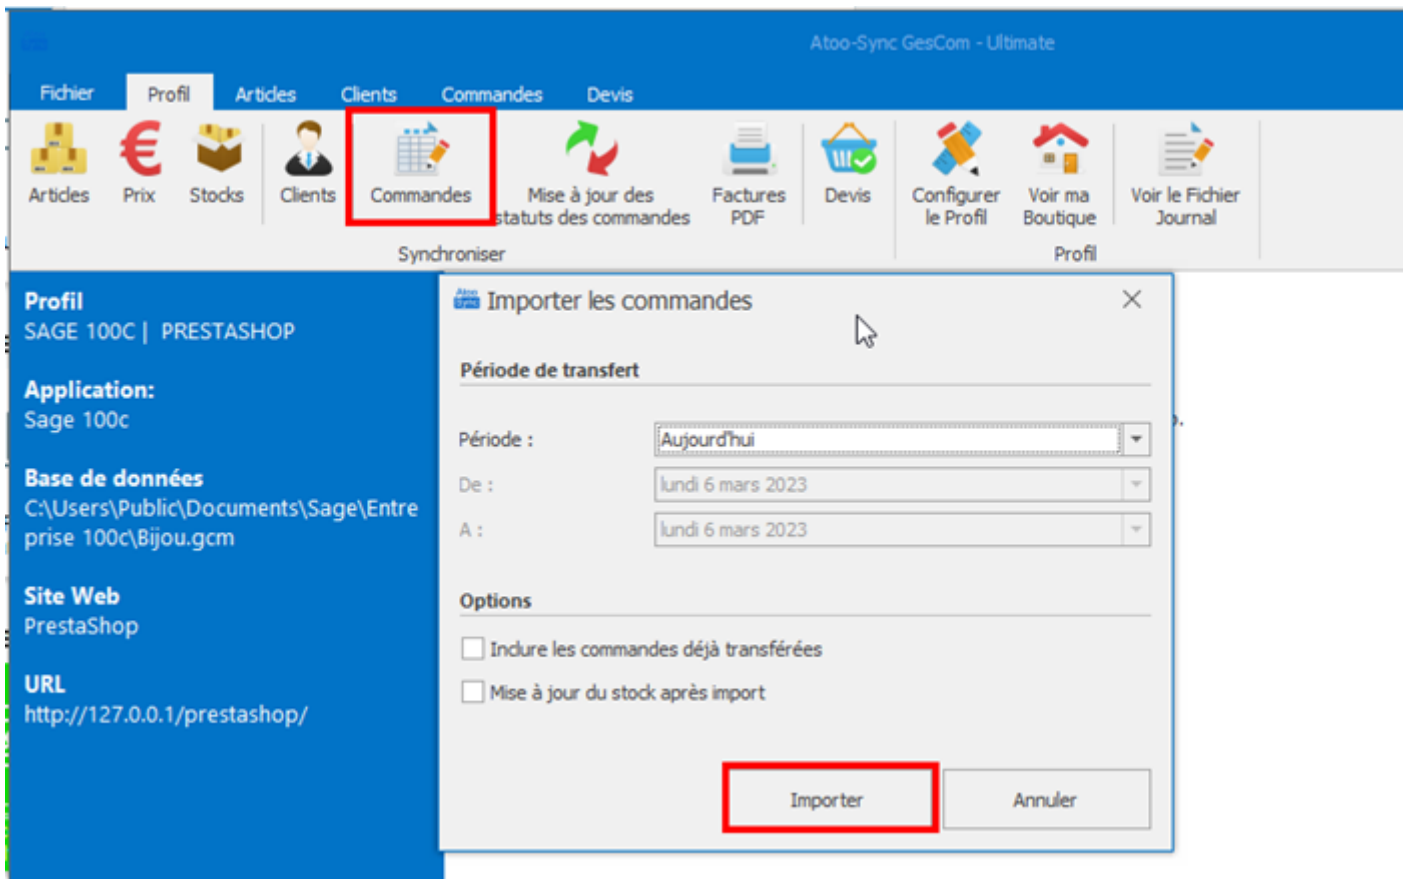 Atoo-Sync GesCom - Ultimate
Fichier Profil Articles Clients Commandes Devis
Articles Prix Stocks Clients Commandes Mise à jour des statuts des commandes Factures PDF Devis Configurer le Profil Voir ma Boutique Voir le Fichier Journal
Synchroniser Profil
Profil
SAGE 100C | PRESTASHOP
Application:
Sage 100c
Base de données
C:\Users\Public\Documents\Sage\Entre
prise 100c\Bijou.gcm
Site Web
PrestaShop
URL
http://127.0.0.1/prestashop/
Atoo Sync Importer les commandes
Période de transfert
Période : Aujourd'hui
De : lundi 6 mars 2023
A : lundi 6 mars 2023
Options
Inclure les commandes déjà transférées
Mise à jour du stock après import
Importer Annuler